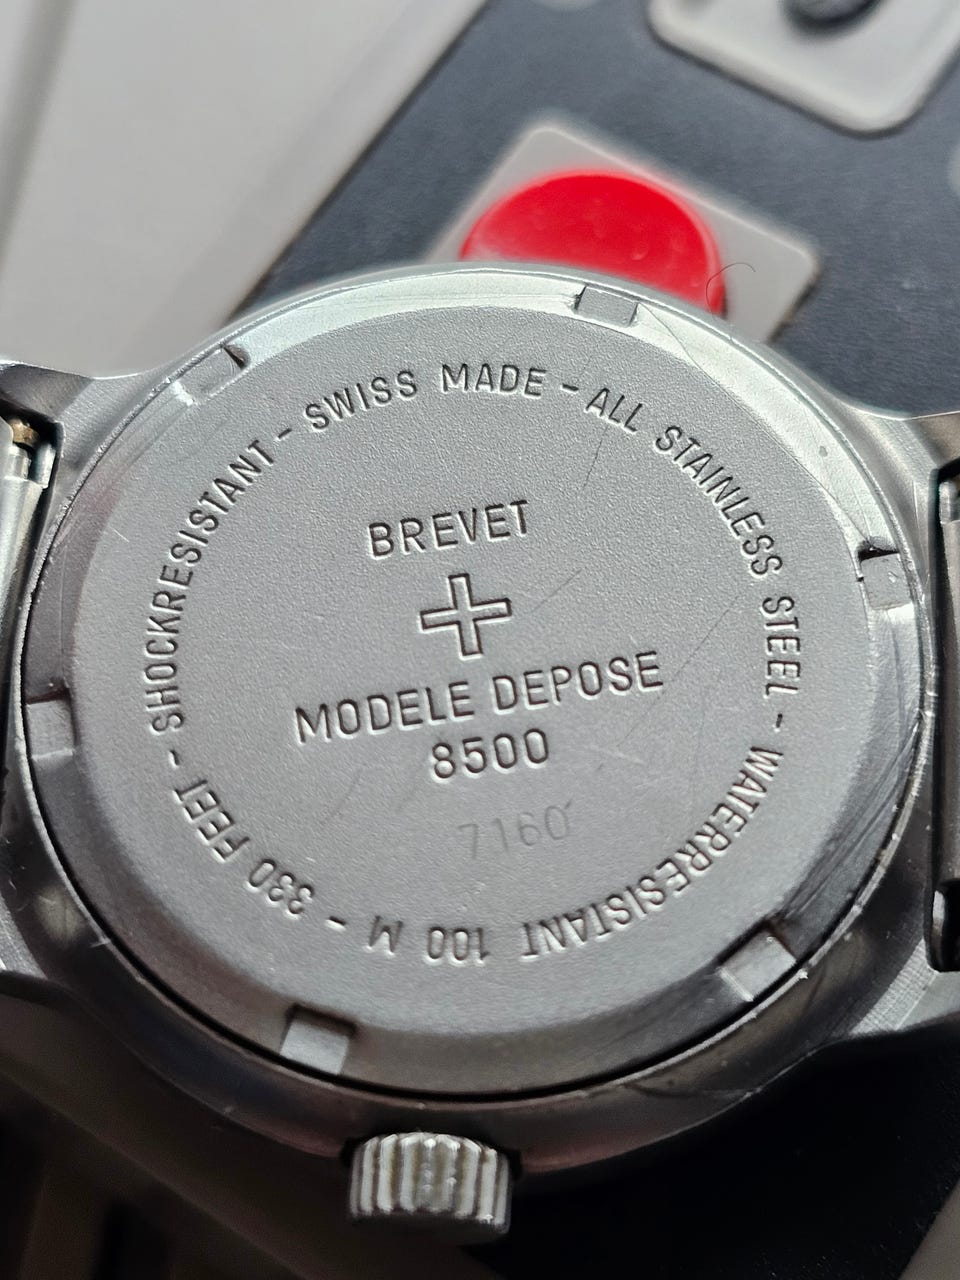 SWISS MADE - ALL STAINLESS STEEL - WATERRESISTANT 100 M - 330 FEET - SHOCKRESISTANT -
BREVET
MODELE DEPOSE
8500
7160